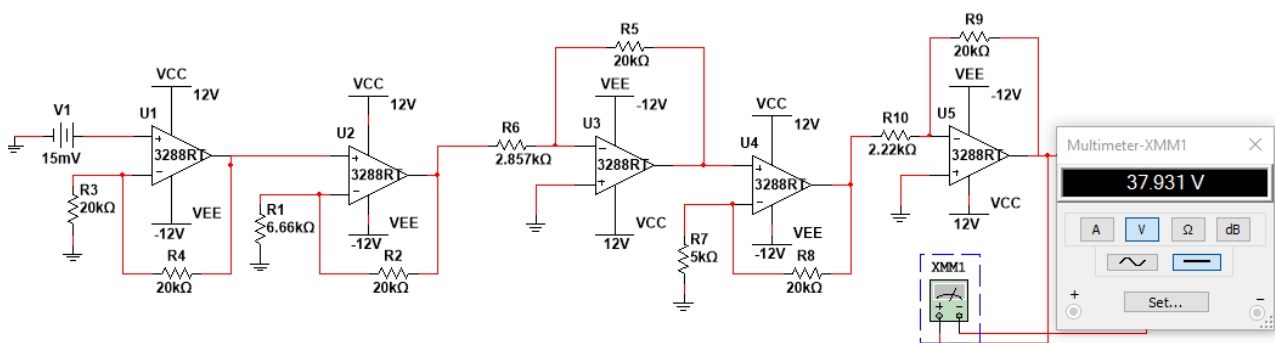 V1
15mV
U1
VCC
12V
3288RT
VEE
-12V
R3
20kΩ
R4
20kΩ
U2
VCC
12V
3288RT
VEE
-12V
R1
6.66kΩ
R2
20kΩ
R6
2.857kΩ
R5
20kΩ
U3
VEE
-12V
3288RT
VCC
12V
U4
VCC
12V
3288RT
VEE
-12V
R7
5kΩ
R8
20kΩ
R10
2.22kΩ
R9
20kΩ
U5
VEE
-12V
3288RT
VCC
12V
XMM1
+ -
Multimeter-XMM1
37.931 V
A V Ω dB
+ Set... -